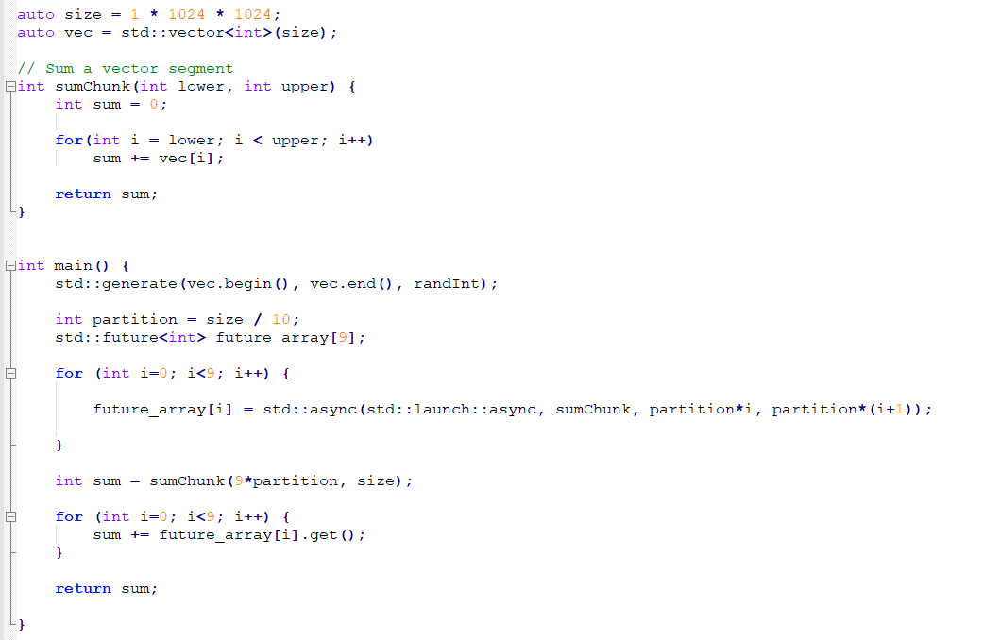 auto size = 1 * 1024 * 1024;
auto vec = std::vector<int>(size);
// Sum a vector segment
int sumChunk(int lower, int upper) {
int sum = 0;
for(int i = lower; i < upper; i++)
sum += vec[i];
return sum;
}
int main() {
std::generate(vec.begin(), vec.end(), randInt);
int partition = size / 10;
std::future<int> future_array[9];
for (int i=0; i<9; i++) {
future_array[i] = std::async(std::launch::async, sumChunk, partition*i, partition*(i+1));
}
int sum = sumChunk(9*partition, size);
for (int i=0; i<9; i++) {
sum += future_array[i].get();
}
return sum;
}